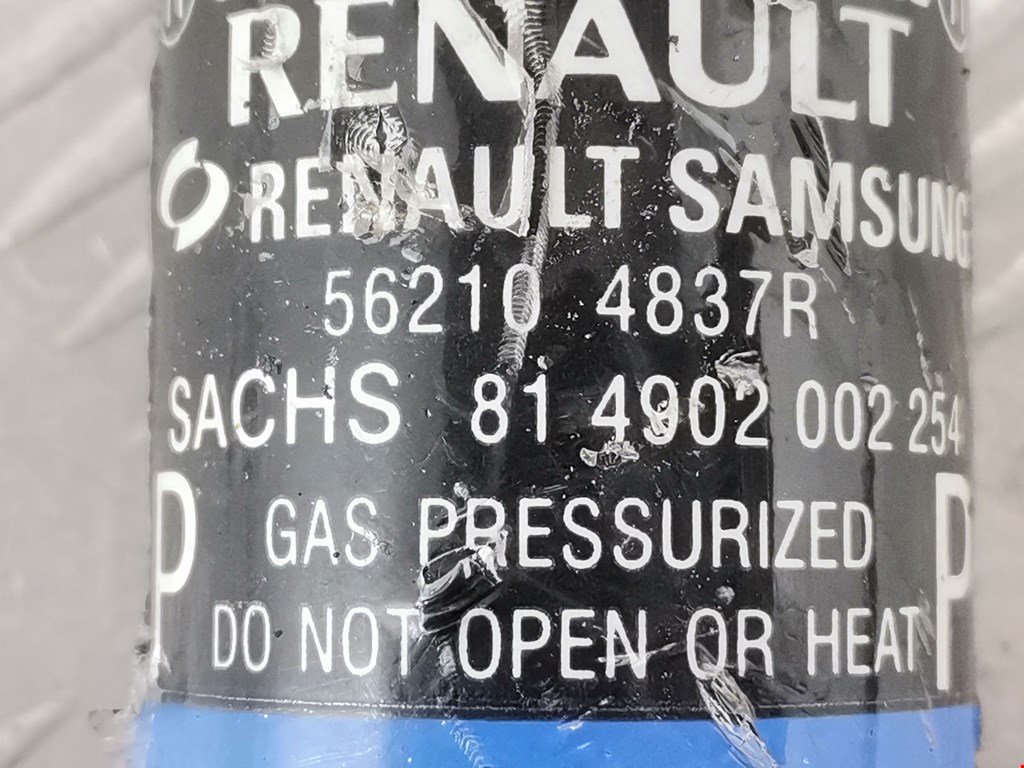 RENAULT
RENAULT SAMSUNG
56210 4837R
SACHS 81 4902 002 254
P GAS PRESSURIZED P
DO NOT OPEN OR HEAT